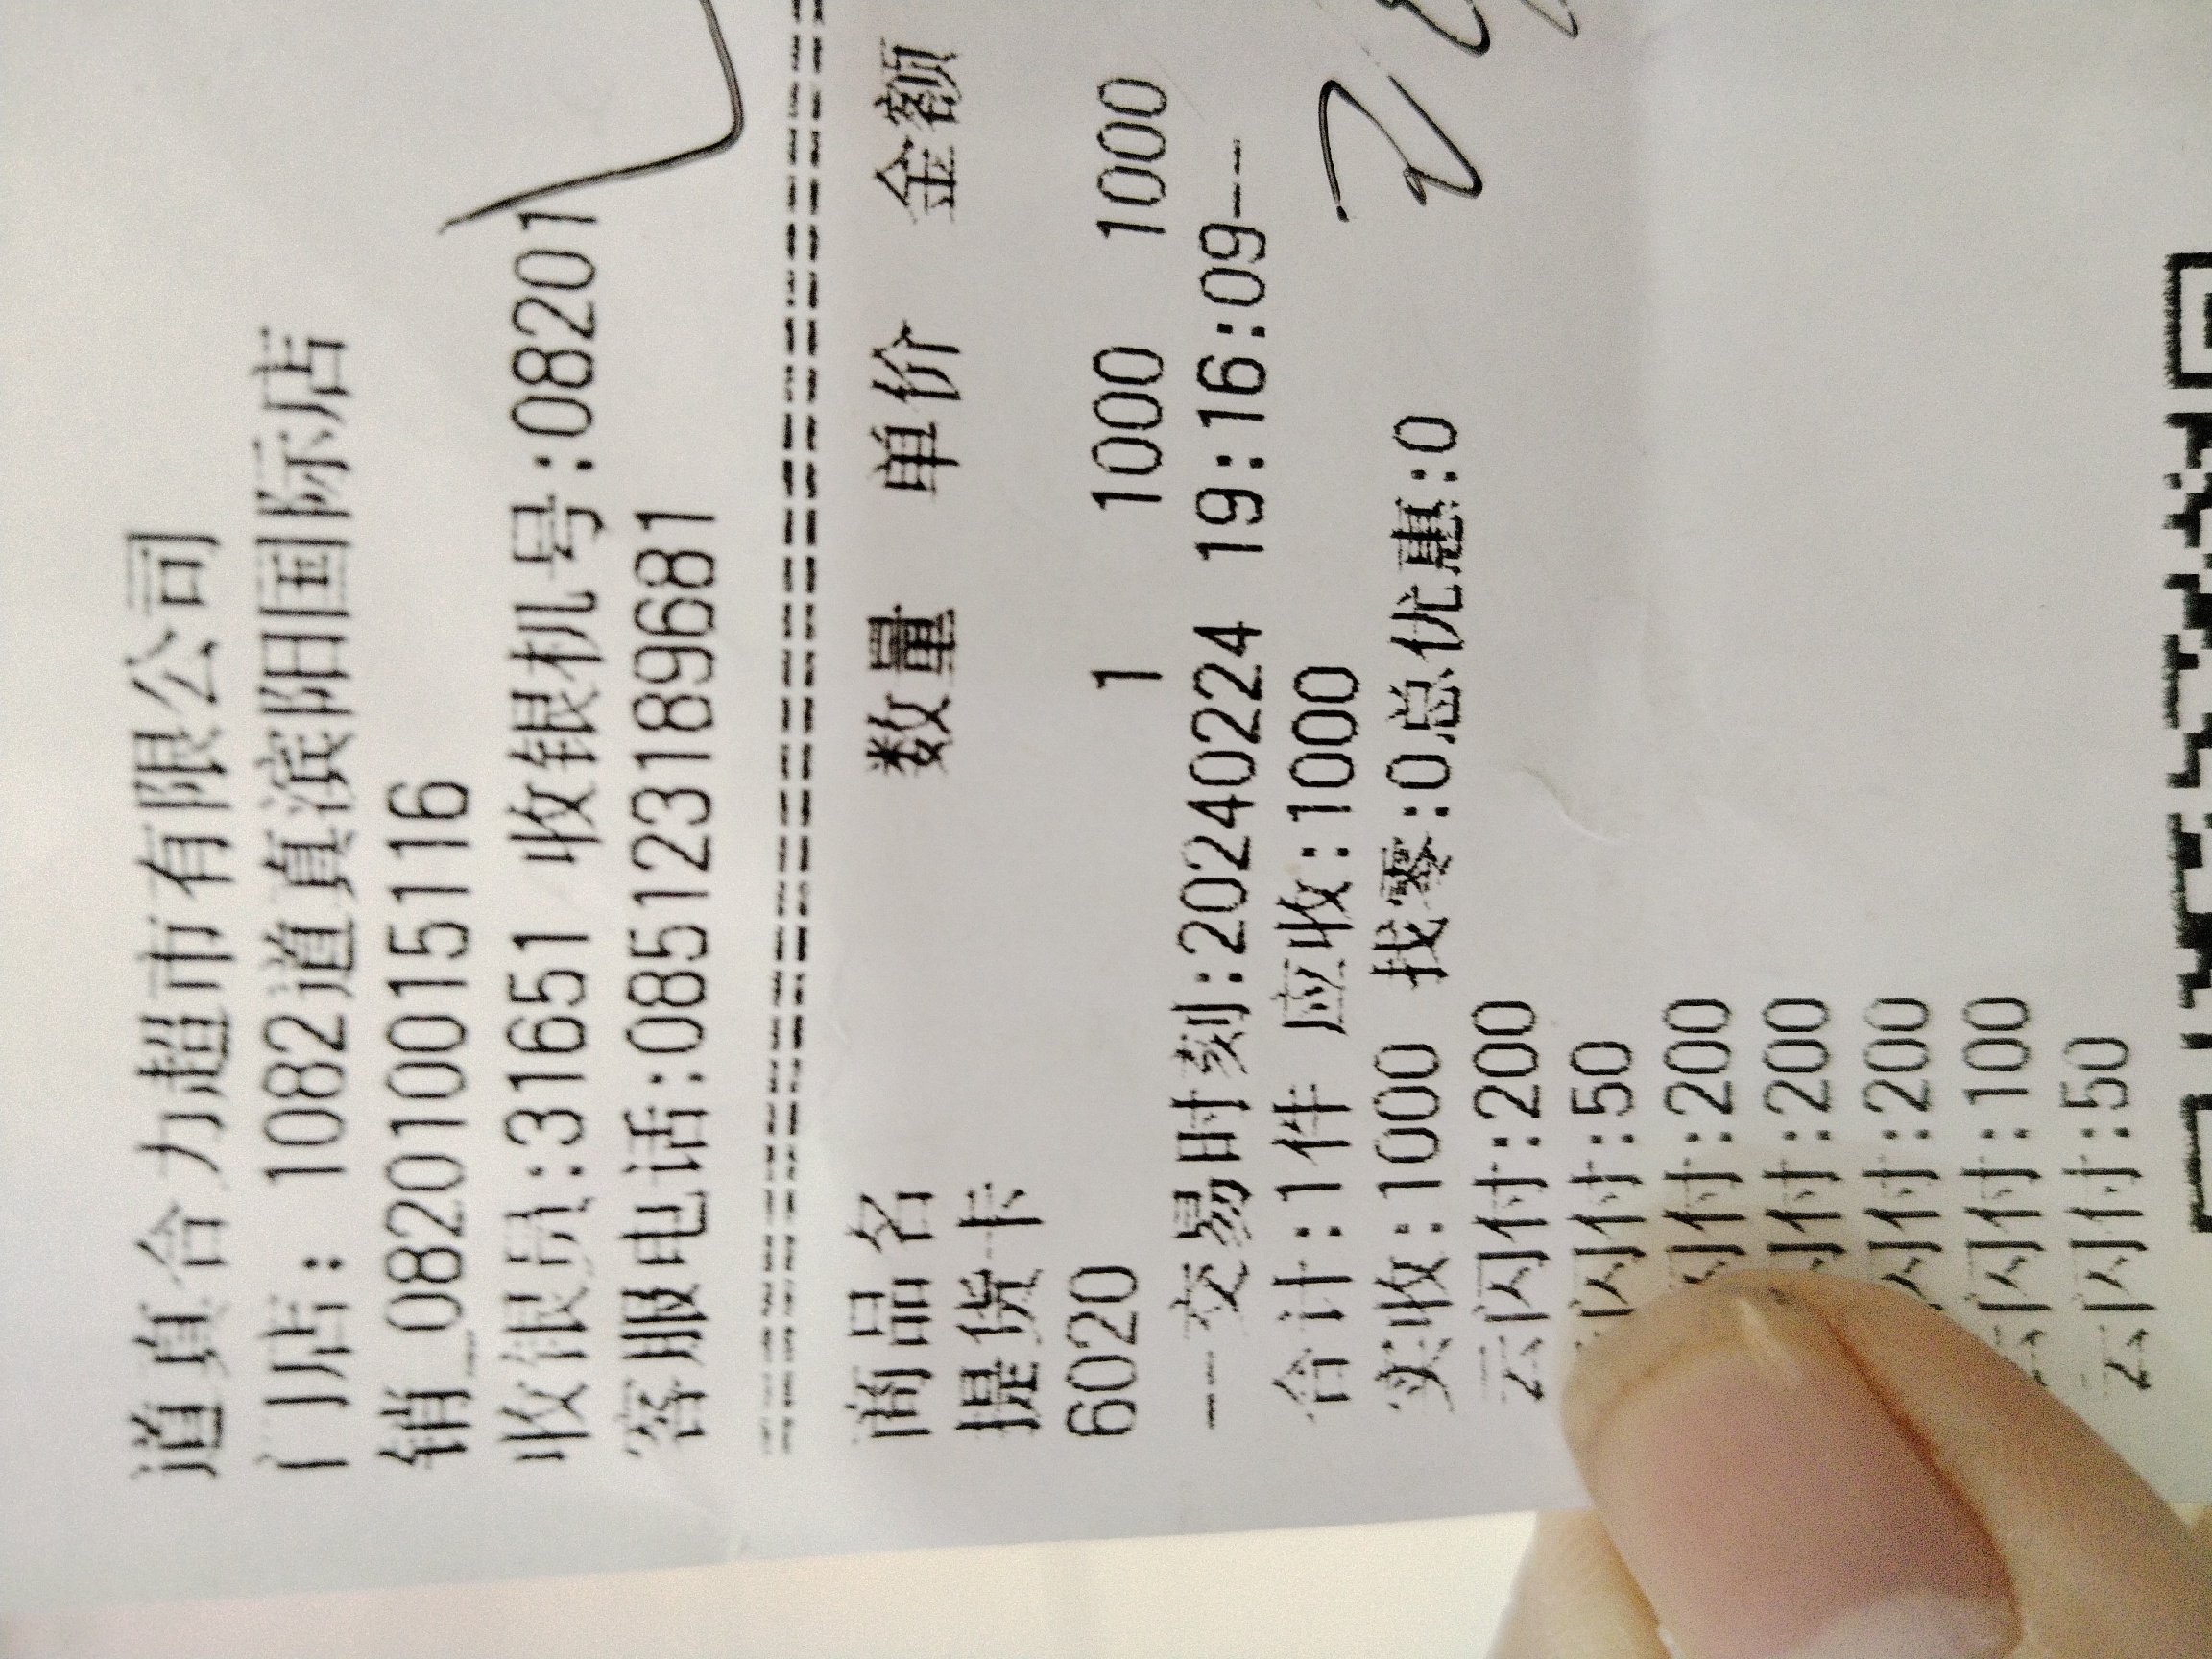 道真合力超市有限公司
门店: 1082道真滨阳国际店
销_0820100015116
收银员:31651 收银机号:08201
客服电话:085123189681
商品名 数量 单价 金额
提货卡
6020 1 1000 1000
---交易时刻:20240224 19:16:09---
合计:1件 应收:1000
实收:1000 找零:0总优惠:0
云闪付:200
闪付:50
闪付:200
闪付:200
闪付:200
云闪付:100
云闪付:50